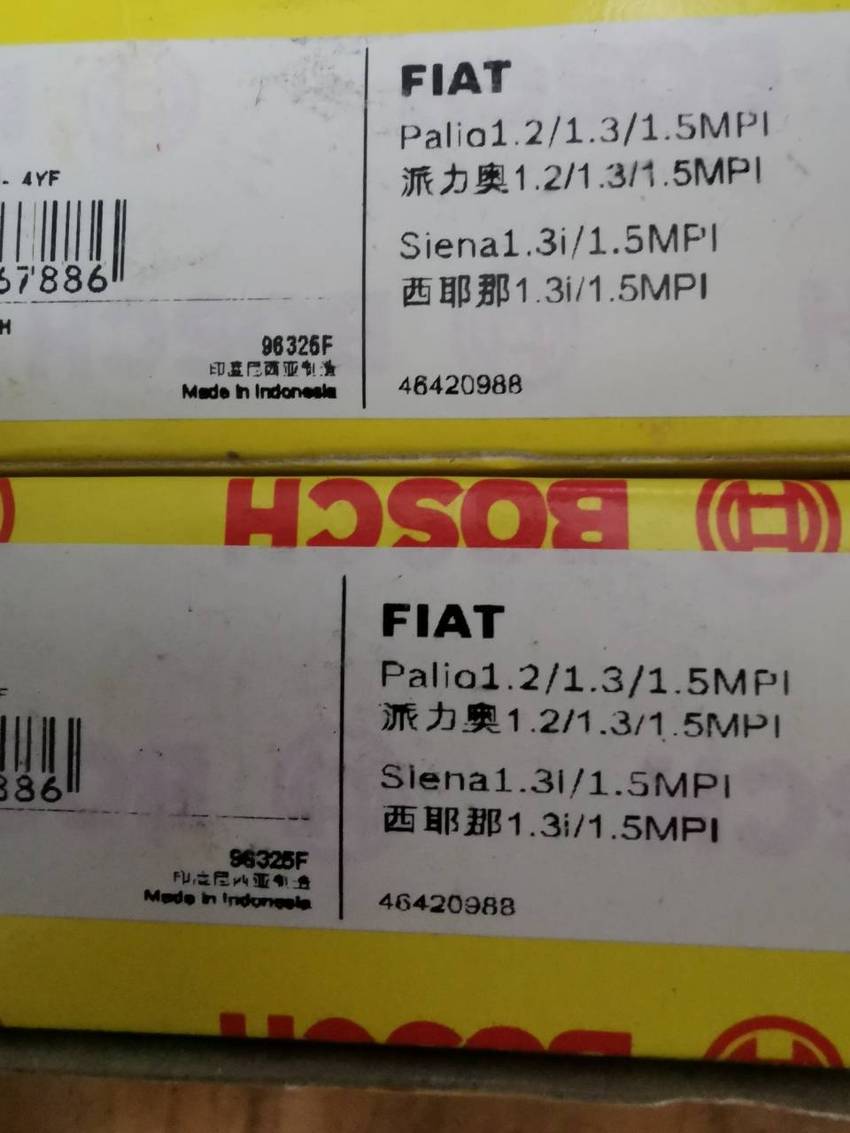 - 4YF
67886
H
96325F
印度尼西亚制造
Made in Indonesia
FIAT
Palio1.2/1.3/1.5MPI
派力奥1.2/1.3/1.5MPI
Siena1.3i/1.5MPI
西耶那1.3i/1.5MPI
46420988
BOSCH
F
886
96325F
印度尼西亚制造
Made in Indonesia
FIAT
Palio1.2/1.3/1.5MPI
派力奥1.2/1.3/1.5MPI
Siena1.3i/1.5MPI
西耶那1.3i/1.5MPI
46420988
BOSCH